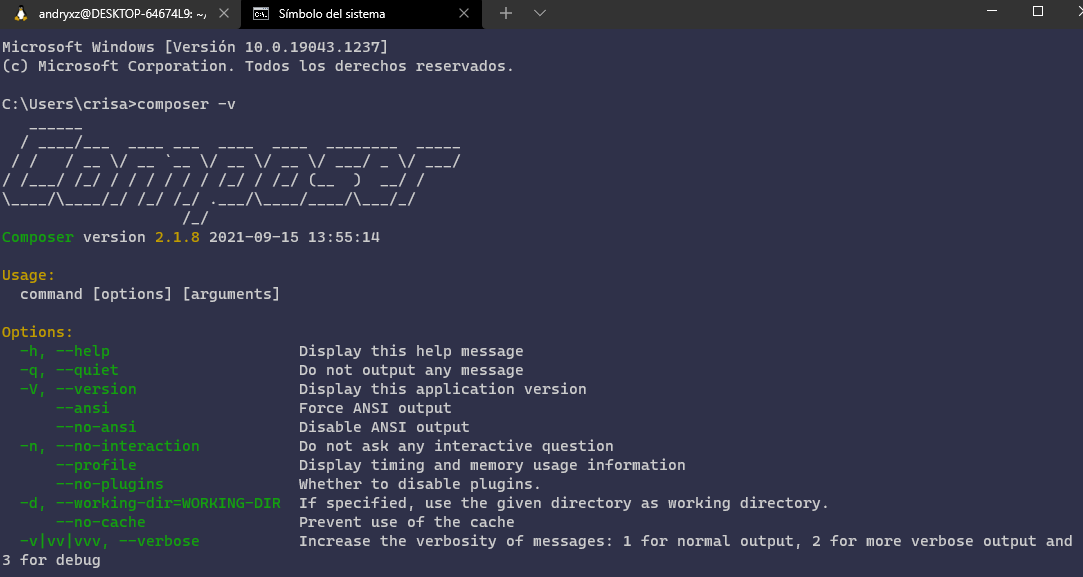 andryxz@DESKTOP-64674L9: ~/
Símbolo del sistema
Microsoft Windows [Versión 10.0.19043.1237]
(c) Microsoft Corporation. Todos los derechos reservados.
C:\Users\crisa>composer -v
Composer
Composer version 2.1.8 2021-09-15 13:55:14
Usage:
command [options] [arguments]
Options:
-h, --help Display this help message
-q, --quiet Do not output any message
-V, --version Display this application version
--ansi Force ANSI output
--no-ansi Disable ANSI output
-n, --no-interaction Do not ask any interactive question
--profile Display timing and memory usage information
--no-plugins Whether to disable plugins.
-d, --working-dir=WORKING-DIR If specified, use the given directory as working directory.
--no-cache Prevent use of the cache
-v|vv|vvv, --verbose Increase the verbosity of messages: 1 for normal output, 2 for more verbose output and
3 for debug